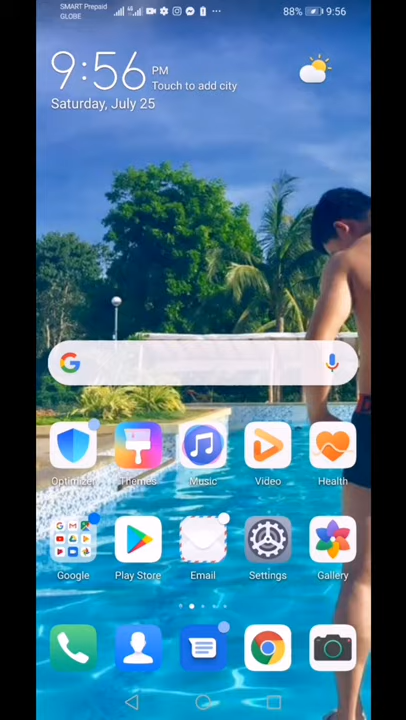 SMART Prepaid
GLOBE
88% 9:56
9:56 PM
Touch to add city
Saturday, July 25
Optimizer Themes Music Video Health
Google Play Store Email Settings Gallery